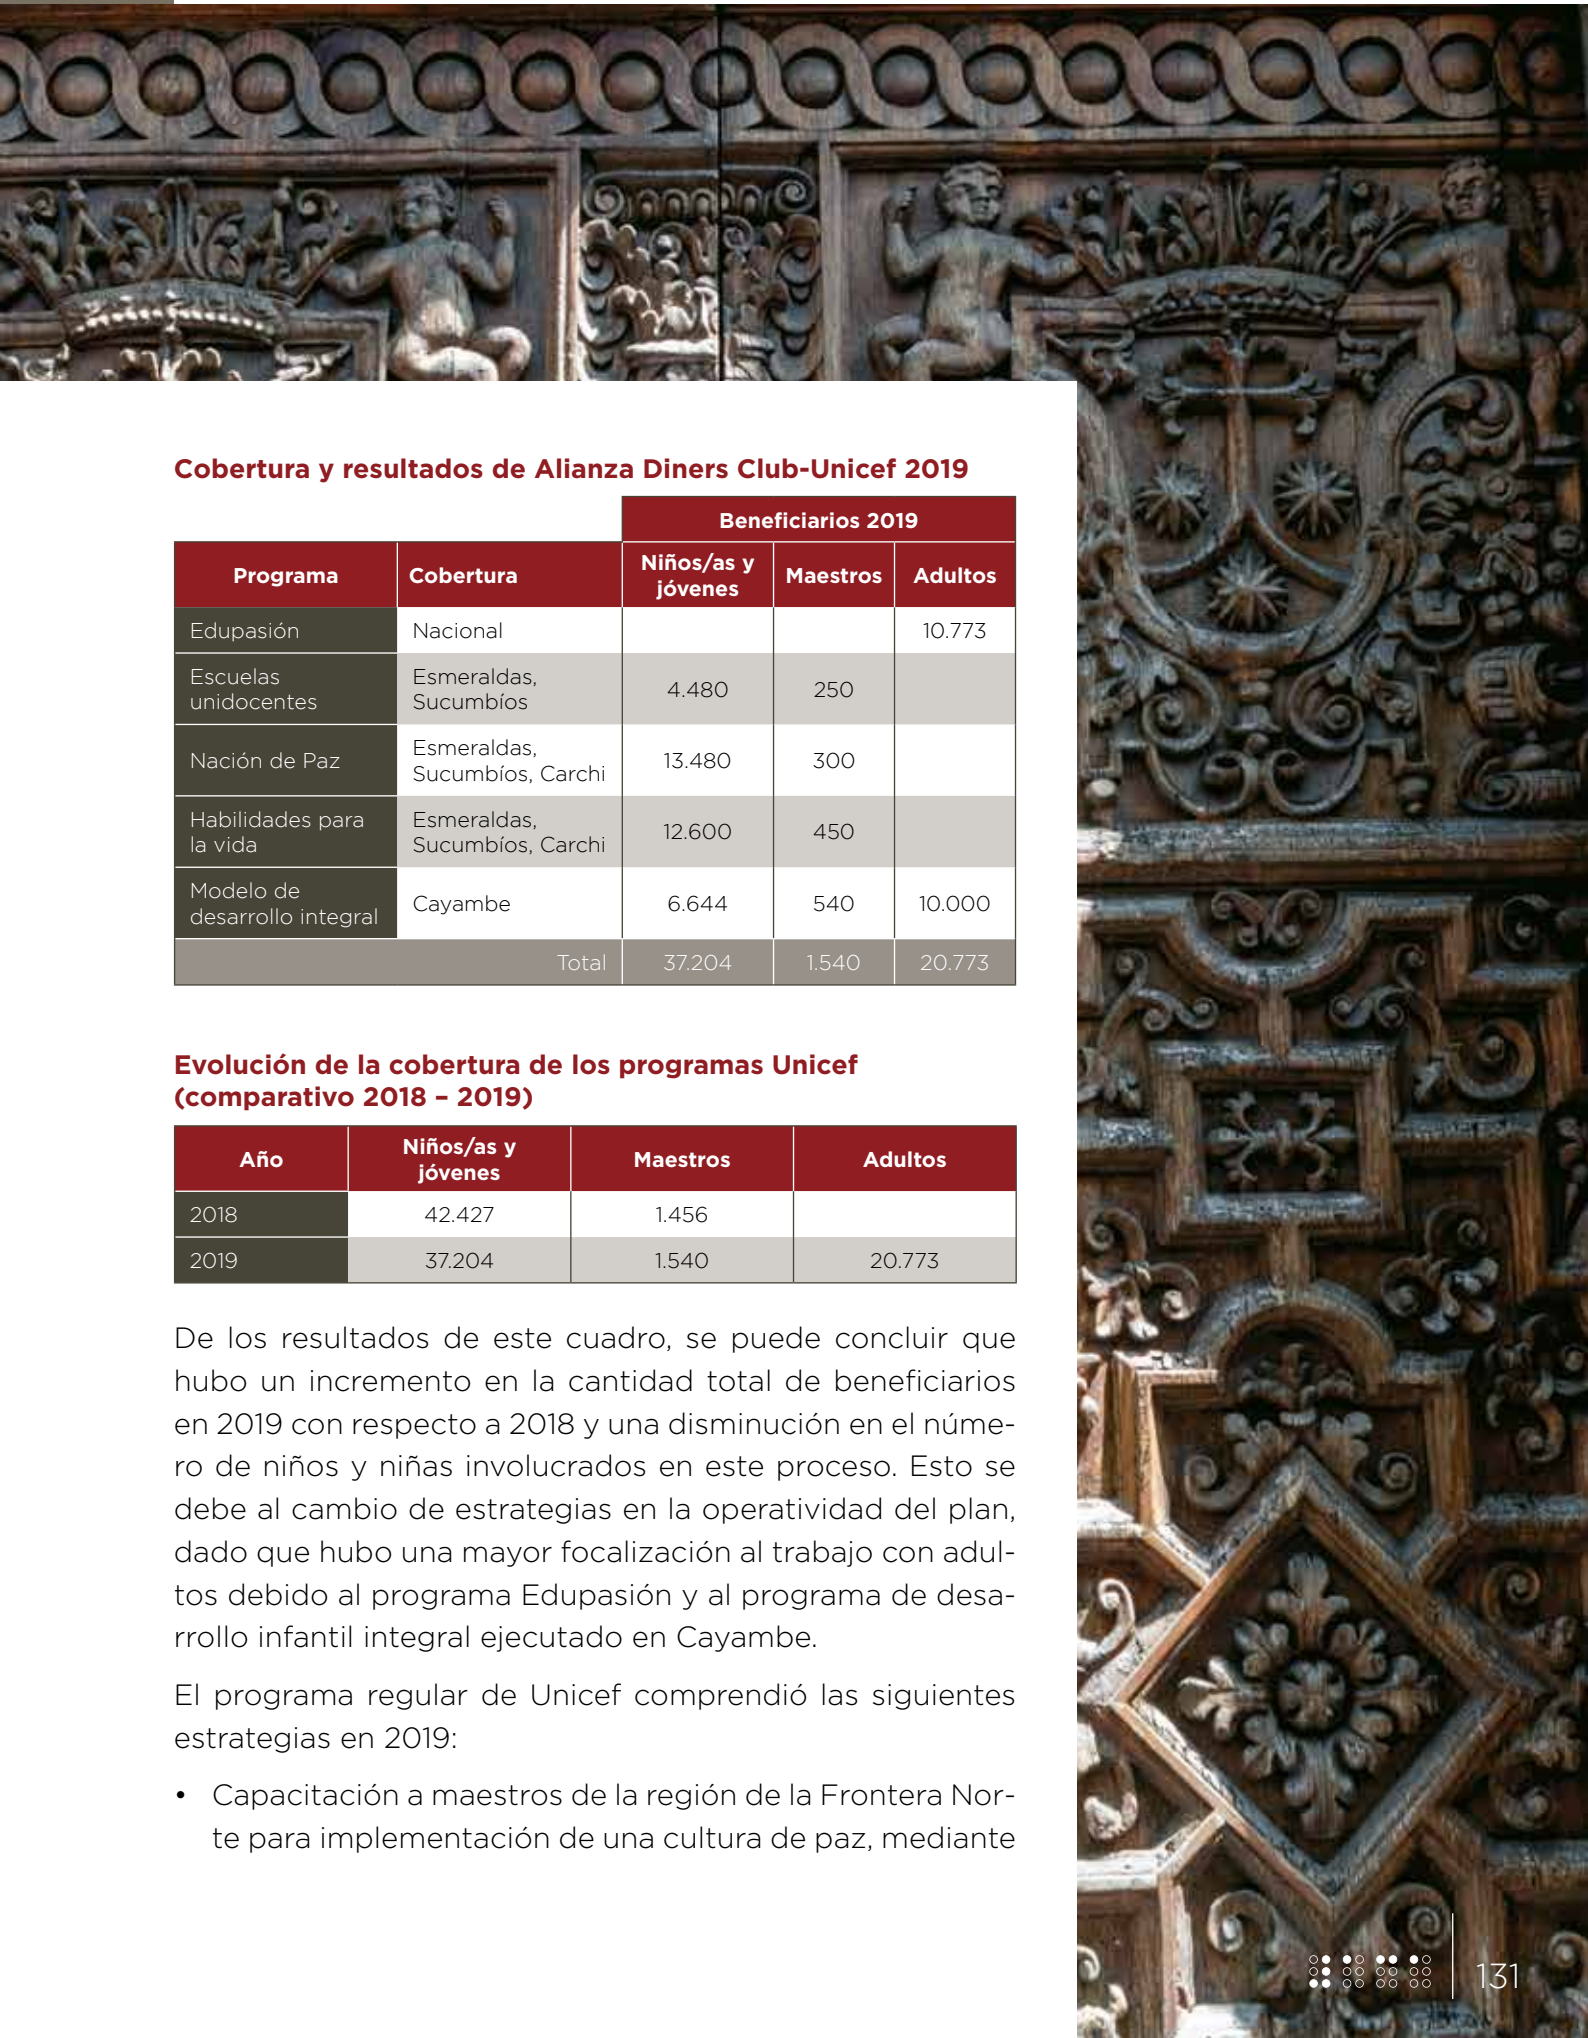 Cobertura y resultados de Alianza Diners Club-Unicef 2019
Beneficiarios 2019
Programa Cobertura Niños/as y jóvenes Maestros Adultos
Edupasión Nacional 10.773
Escuelas unidocentes Esmeraldas, Sucumbíos 4.480 250
Nación de Paz Esmeraldas, Sucumbíos, Carchi 13.480 300
Habilidades para la vida Esmeraldas, Sucumbíos, Carchi 12.600 450
Modelo de desarrollo integral Cayambe 6.644 540 10.000
Total 37.204 1.540 20.773
Evolución de la cobertura de los programas Unicef
(comparativo 2018 – 2019)
Año Niños/as y jóvenes Maestros Adultos
2018 42.427 1.456
2019 37.204 1.540 20.773
De los resultados de este cuadro, se puede concluir que
hubo un incremento en la cantidad total de beneficiarios
en 2019 con respecto a 2018 y una disminución en el núme-
ro de niños y niñas involucrados en este proceso. Esto se
debe al cambio de estrategias en la operatividad del plan,
dado que hubo una mayor focalización al trabajo con adul-
tos debido al programa Edupasión y al programa de desa-
rrollo infantil integral ejecutado en Cayambe.
El programa regular de Unicef comprendió las siguientes
estrategias en 2019:
• Capacitación a maestros de la región de la Frontera Nor-
te para implementación de una cultura de paz, mediante
131